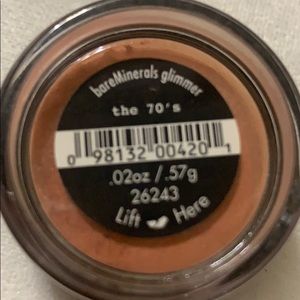 bareMinerals glimmer
the 70's
0 98132 00420 1
.02oz / .57g
26243
Lift Here